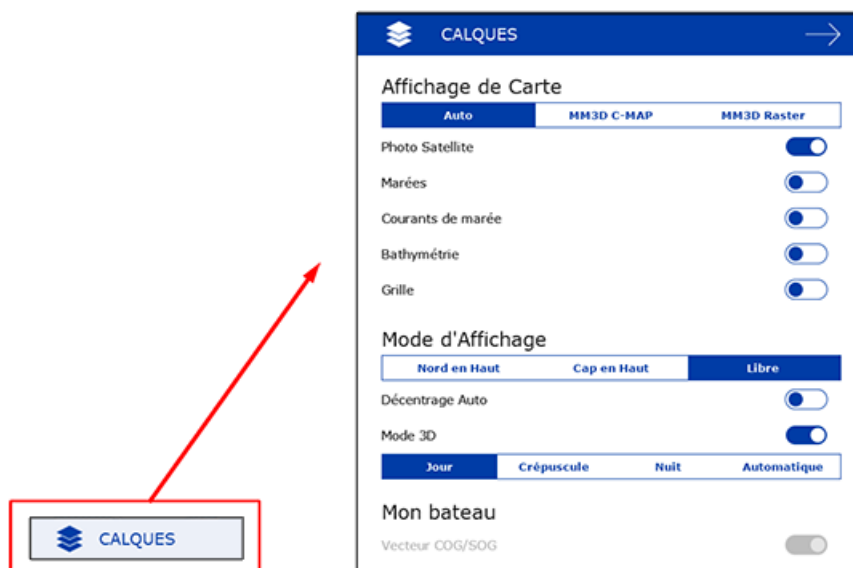 CALQUES
Affichage de Carte
Auto MM3D C-MAP MM3D Raster
Photo Satellite
Marées
Courants de marée
Bathymétrie
Grille
Mode d'Affichage
Nord en Haut Cap en Haut Libre
Décentrage Auto
Mode 3D
Jour Crépuscule Nuit Automatique
Mon bateau
Vecteur COG/SOG
CALQUES